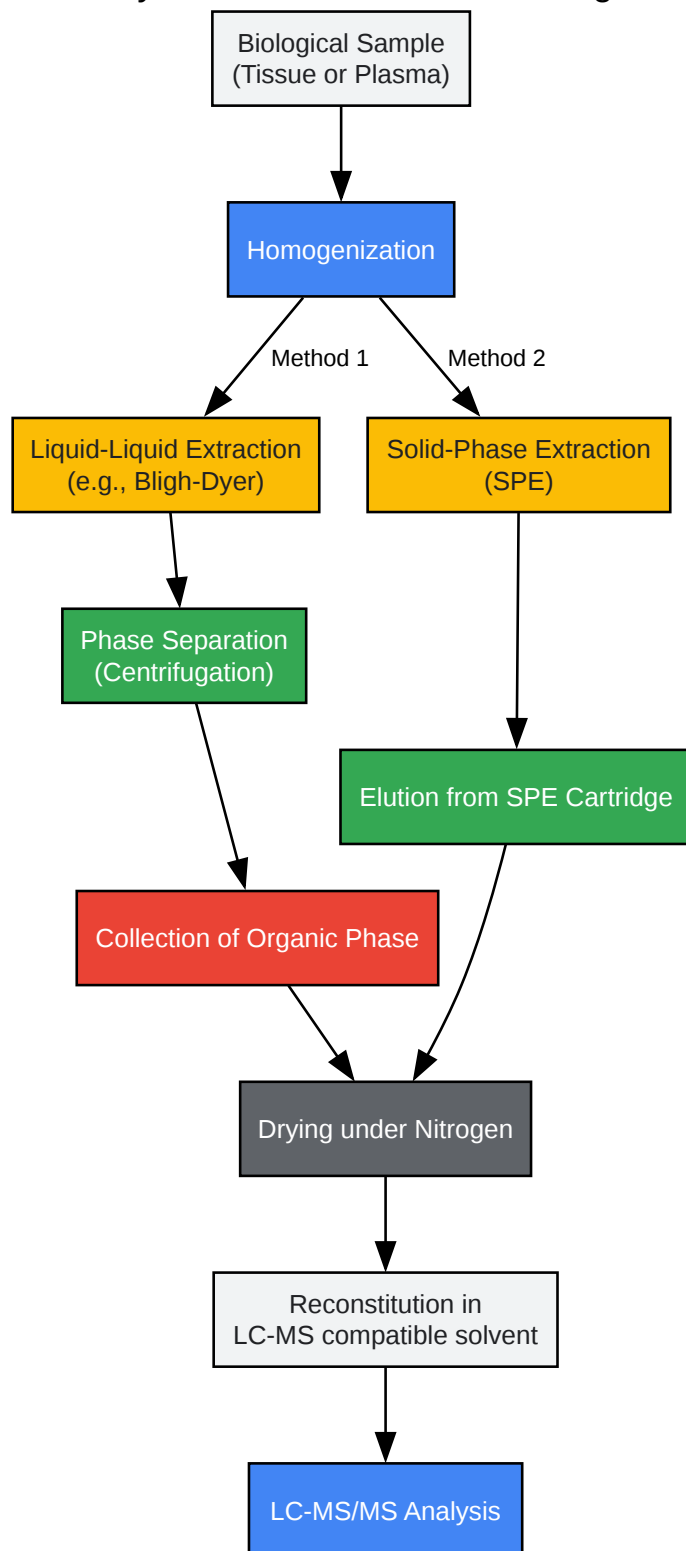 Biological Sample
(Tissue or Plasma)
Homogenization
Method 1
Method 2
Liquid-Liquid Extraction
(e.g., Bligh-Dyer)
Solid-Phase Extraction
(SPE)
Phase Separation
(Centrifugation)
Elution from SPE Cartridge
Collection of Organic Phase
Drying under Nitrogen
Reconstitution in
LC-MS compatible solvent
LC-MS/MS Analysis